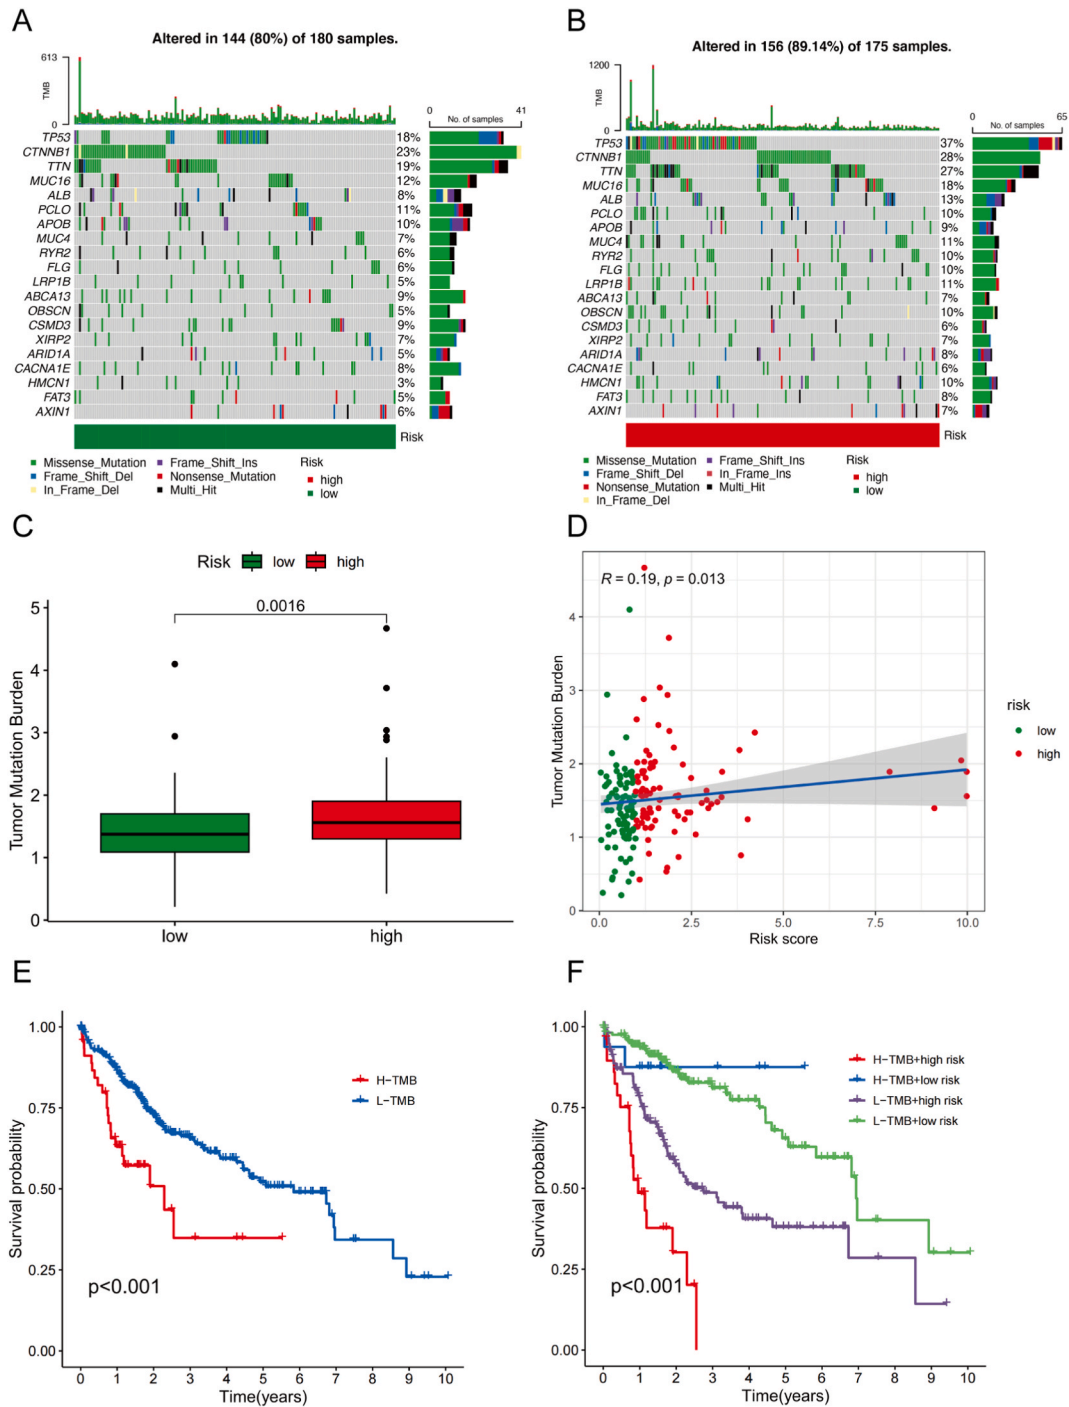 A
Altered in 144 (80%) of 180 samples.
613
TMB
0
0 41
No. of samples
TP53 18%
CTNNB1 23%
TTN 19%
MUC16 12%
ALB 8%
PCLO 11%
APOB 10%
MUC4 7%
RYR2 6%
FLG 6%
LRP1B 5%
ABCA13 9%
OBSCN 5%
CSMD3 9%
XIRP2 7%
ARID1A 5%
CACNA1E 8%
HMCN1 3%
FAT3 5%
AXIN1 6%
Risk
Missense_Mutation Frame_Shift_Ins Risk
Frame_Shift_Del Nonsense_Mutation high
In_Frame_Del Multi_Hit low
B
Altered in 156 (89.14%) of 175 samples.
1200
TMB
0
0 65
No. of samples
TP53 37%
CTNNB1 28%
TTN 27%
MUC16 18%
ALB 13%
PCLO 10%
APOB 9%
MUC4 11%
RYR2 10%
FLG 10%
LRP1B 11%
ABCA13 7%
OBSCN 10%
CSMD3 6%
XIRP2 7%
ARID1A 8%
CACNA1E 6%
HMCN1 10%
FAT3 8%
AXIN1 7%
Risk
Missense_Mutation Frame_Shift_Ins Risk
Frame_Shift_Del In_Frame_Ins high
Nonsense_Mutation Multi_Hit low
In_Frame_Del
C
Risk low high
0.0016
Tumor Mutation Burden
5
4
3
2
1
0
low high
D
R = 0.19, p = 0.013
Tumor Mutation Burden
4
3
2
1
0
0.0 2.5 5.0 7.5 10.0
Risk score
risk
low
high
E
Survival probability
1.00
0.75
0.50
0.25
0.00
H-TMB
L-TMB
p<0.001
0 1 2 3 4 5 6 7 8 9 10
Time(years)
F
Survival probability
1.00
0.75
0.50
0.25
0.00
H-TMB+high risk
H-TMB+low risk
L-TMB+high risk
L-TMB+low risk
p<0.001
0 1 2 3 4 5 6 7 8 9 10
Time(years)